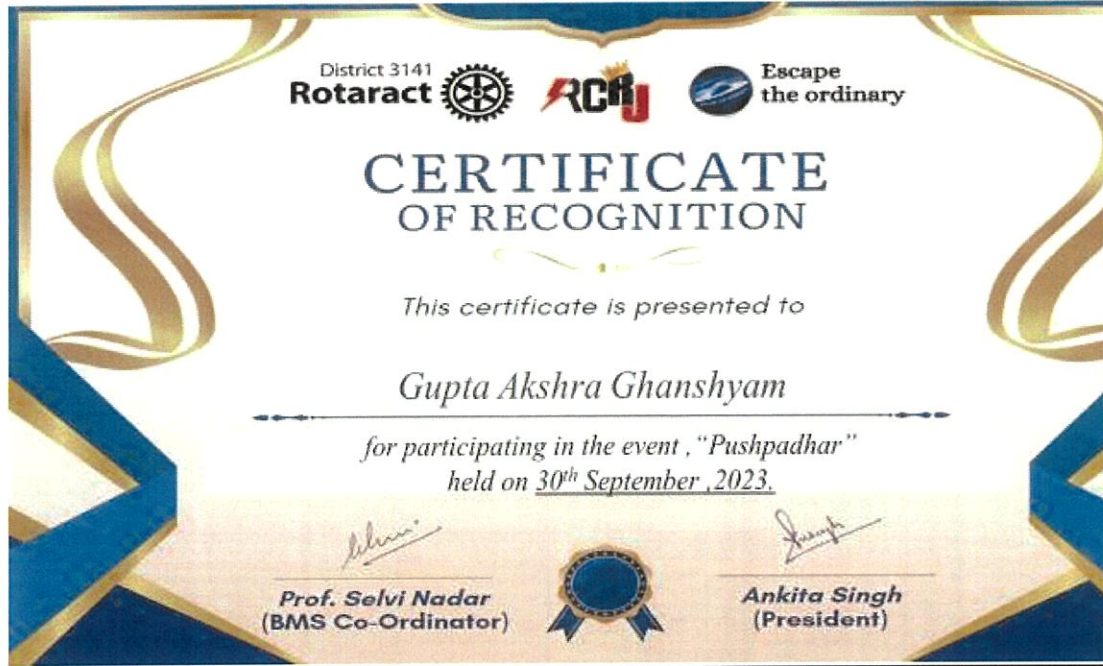 District 3141
Rotaract
RCRJ
Escape
the ordinary
CERTIFICATE
OF RECOGNITION
This certificate is presented to
Gupta Akshra Ghanshyam
for participating in the event , "Pushpadhar"
held on 30th September ,2023.
Prof. Selvi Nadar
(BMS Co-Ordinator)
Ankita Singh
(President)